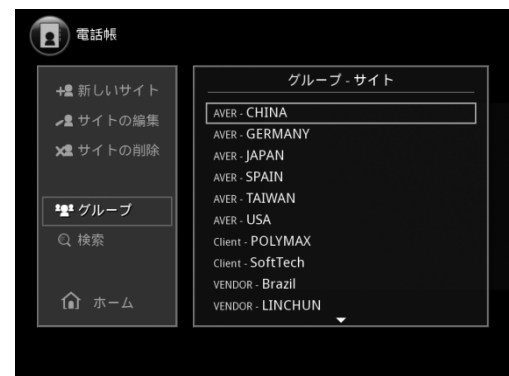 電話帳
新しいサイト
サイトの編集
サイトの削除
グループ
検索
ホーム
グループ - サイト
AVER - CHINA
AVER - GERMANY
AVER - JAPAN
AVER - SPAIN
AVER - TAIWAN
AVER - USA
Client - POLYMAX
Client - SoftTech
VENDOR - Brazil
VENDOR - LINCHUN